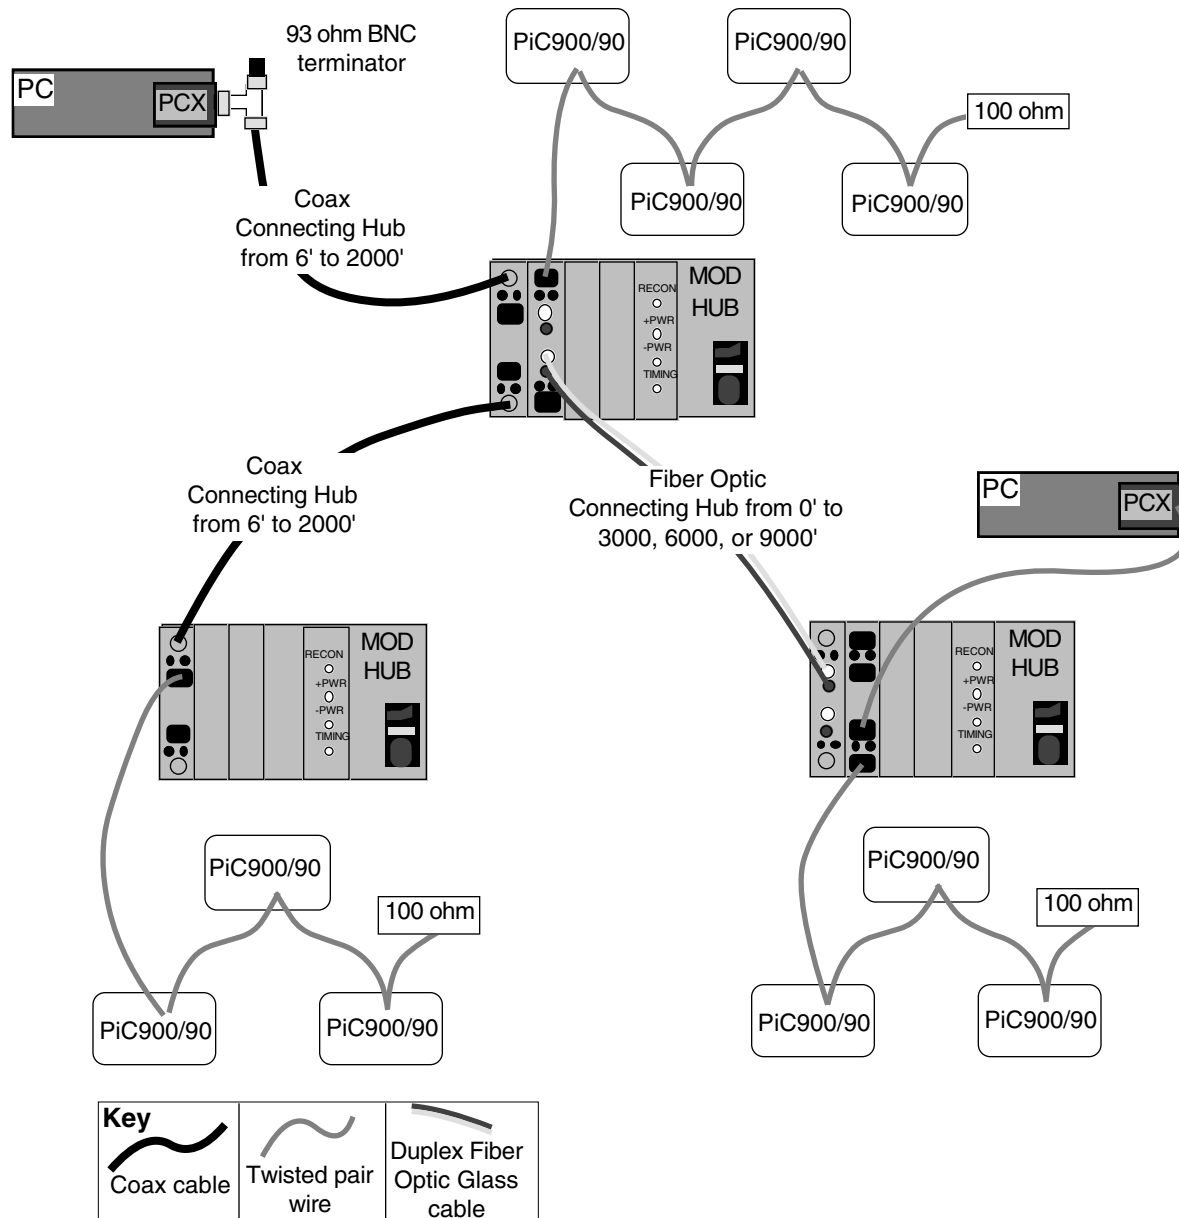 93 ohm BNC
terminator
PC
PCX
PiC900/90
PiC900/90
100 ohm
PiC900/90
PiC900/90
Coax
Connecting Hub
from 6' to 2000'
MOD
HUB
RECON
+PWR
-PWR
TIMING
Coax
Connecting Hub
from 6' to 2000'
Fiber Optic
Connecting Hub from 0' to
3000, 6000, or 9000'
PC
PCX
MOD
HUB
RECON
+PWR
-PWR
TIMING
MOD
HUB
RECON
+PWR
-PWR
TIMING
PiC900/90
100 ohm
PiC900/90
PiC900/90
PiC900/90
100 ohm
PiC900/90
PiC900/90
Key
Coax cable
Twisted pair
wire
Duplex Fiber
Optic Glass
cable